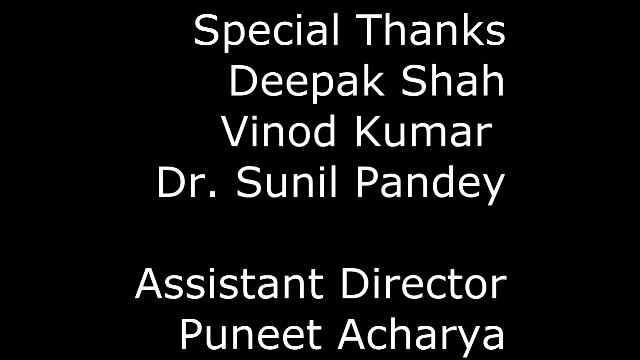 Special Thanks
Deepak Shah
Vinod Kumar
Dr. Sunil Pandey
Assistant Director
Puneet Acharya